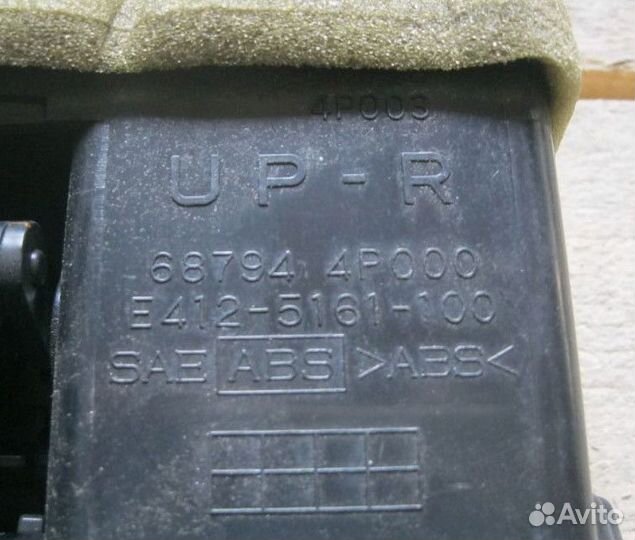 4P003
UP-R
68794 4P000
E412-5161-100
SAE ABS >ABS<
Avito